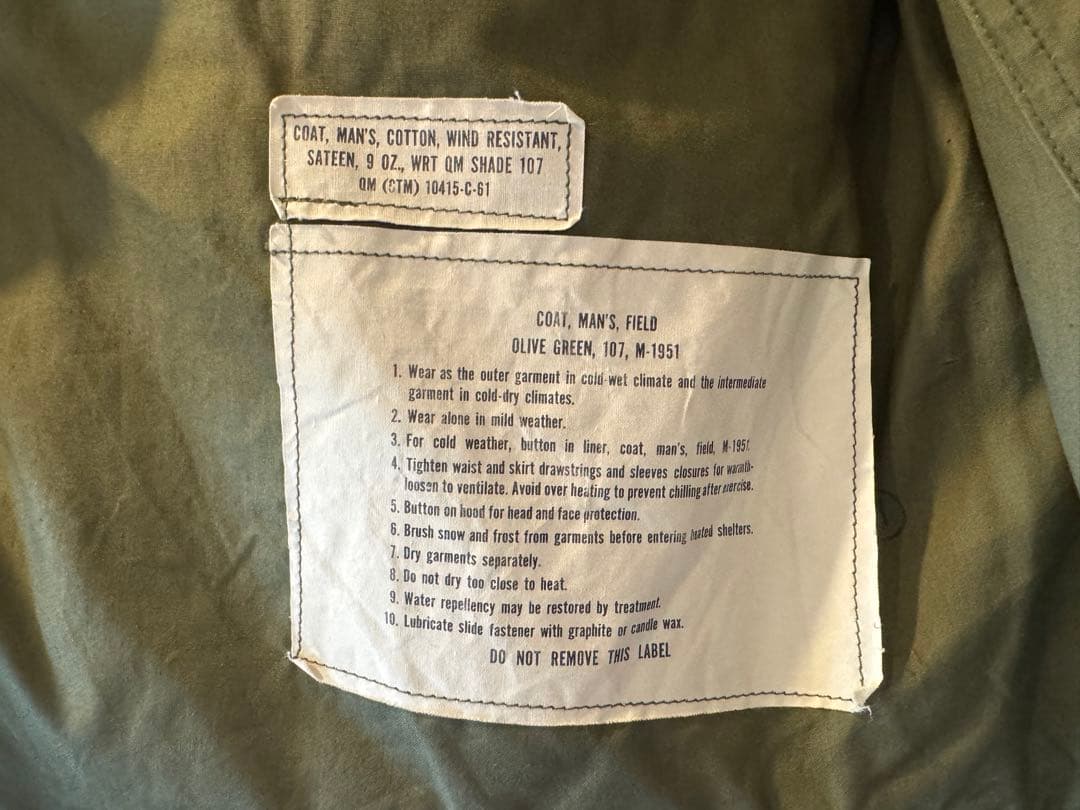 COAT, MAN'S, COTTON, WIND RESISTANT,
SATEEN, 9 OZ., WRT QM SHADE 107
QM (CTM) 10415-C-61
COAT, MAN'S, FIELD
OLIVE GREEN, 107, M-1951
1. Wear as the outer garment in cold-wet climate and the intermediate
garment in cold-dry climates.
2. Wear alone in mild weather.
3. For cold weather, button in liner, coat, man's, field, M-1951.
4. Tighten waist and skirt drawstrings and sleeves closures for warmth-
loosen to ventilate. Avoid over heating to prevent chilling after exercise.
5. Button on hood for head and face protection.
6. Brush snow and frost from garments before entering heated shelters.
7. Dry garments separately.
8. Do not dry too close to heat.
9. Water repellency may be restored by treatment.
10. Lubricate slide fastener with graphite or candle wax.
DO NOT REMOVE THIS LABEL